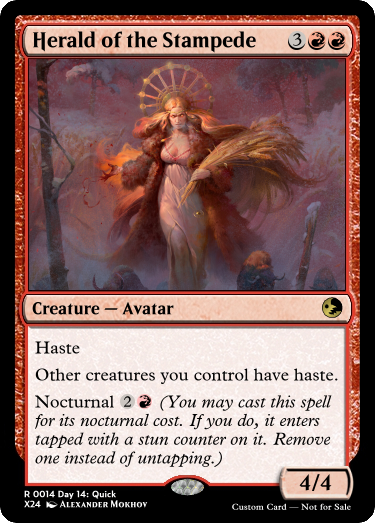 Herald of the Stampede 3
Creature — Avatar
Haste
Other creatures you control have haste.
Nocturnal 2 (You may cast this spell
for its nocturnal cost. If you do, it enters
tapped with a stun counter on it. Remove
one instead of untapping.)
4/4
R 0014 Day 14: Quick
X24 Alexander Mokhov
Custom Card — Not for Sale